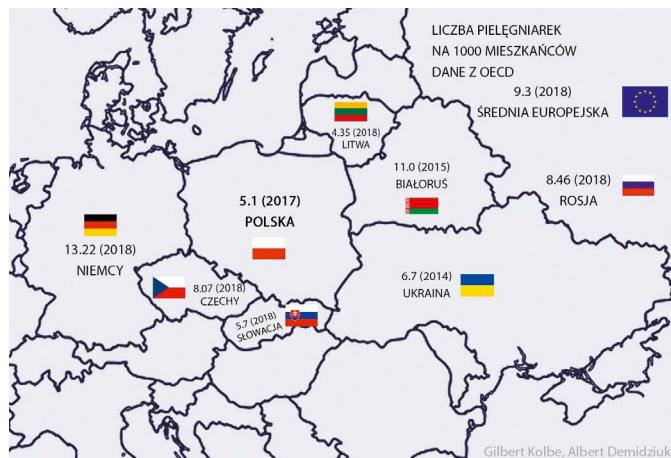 LICZBA PIELĘGNIAREK
NA 1000 MIESZKAŃCÓW
DANE Z OECD
9.3 (2018)
ŚREDNIA EUROPEJSKA
4.35 (2018)
LITWA
11.0 (2015)
BIAŁORUŚ
8.46 (2018)
ROSJA
5.1 (2017)
POLSKA
13.22 (2018)
NIEMCY
8.07 (2018)
CZECHY
6.7 (2014)
UKRAINA
5.7 (2018)
SŁOWACJA
Gilbert Kolbe, Albert Demidziuk